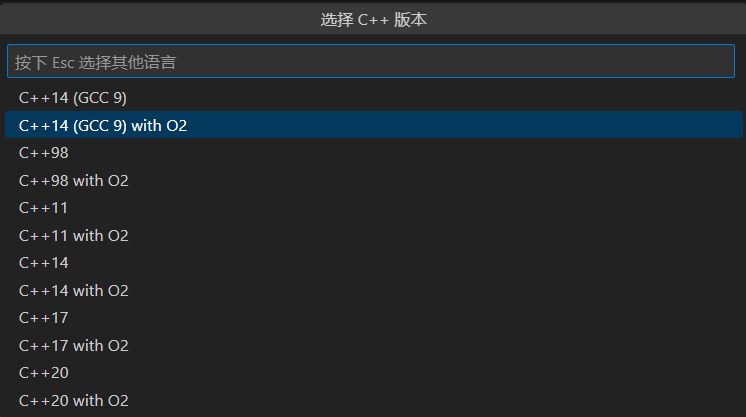 选择 C++ 版本
按下 Esc 选择其他语言
C++14 (GCC 9)
C++14 (GCC 9) with O2
C++98
C++98 with O2
C++11
C++11 with O2
C++14
C++14 with O2
C++17
C++17 with O2
C++20
C++20 with O2